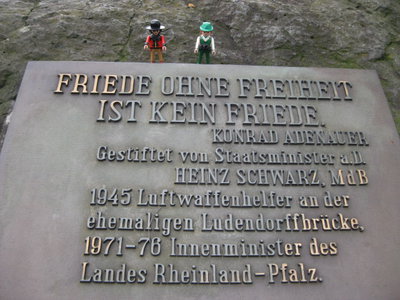 FRIEDE OHNE FREIHEIT
IST KEIN FRIEDE.
KONRAD ADENAUER
Gestiftet von Staatsminister a.D.
HEINZ SCHWARZ, MdB
1945 Luftwaffenhelfer an der
ehemaligen Ludendorffbrücke,
1971-76 Innenminister des
Landes Rheinland-Pfalz.